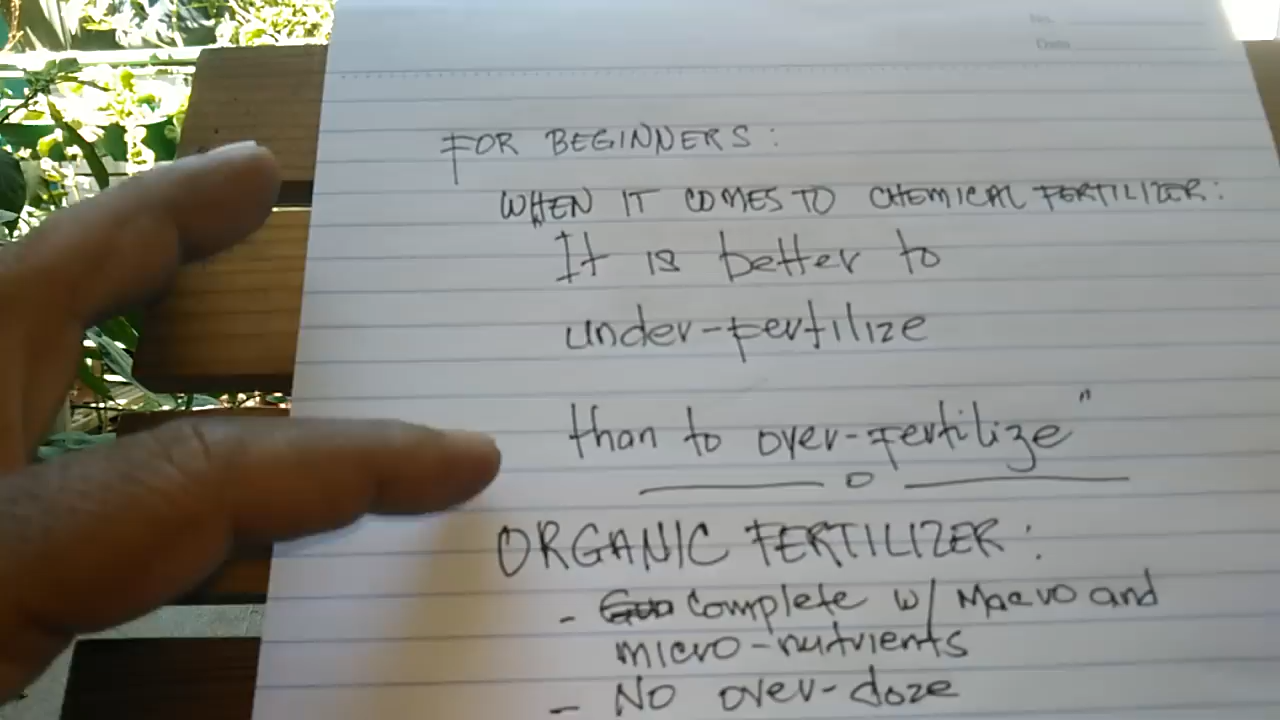 No.
Date
FOR BEGINNERS:
WHEN IT COMES TO CHEMICAL FERTILIZER:
It is better to
under-fertilize
than to over-fertilize"
ORGANIC FERTILIZER:
- complete w/ Macro and
micro-nutrients
- No over-doze